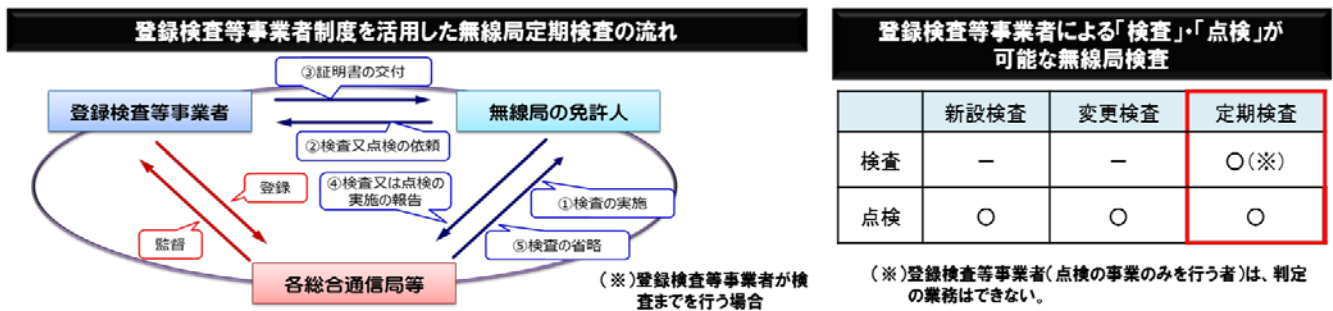 登録検査等事業者制度を活用した無線局定期検査の流れ
③証明書の交付
登録検査等事業者
無線局の免許人
②検査又点検の依頼
登録
④検査又は点検の
実施の報告
①検査の実施
監督
⑤検査の省略
各総合通信局等
(※)登録検査等事業者が検
査までを行う場合
登録検査等事業者による「検査」・「点検」が
可能な無線局検査
新設検査 変更検査 定期検査
検査 － － ○(※)
点検 ○ ○ ○
(※)登録検査等事業者(点検の事業のみを行う者)は、判定
の業務はできない。